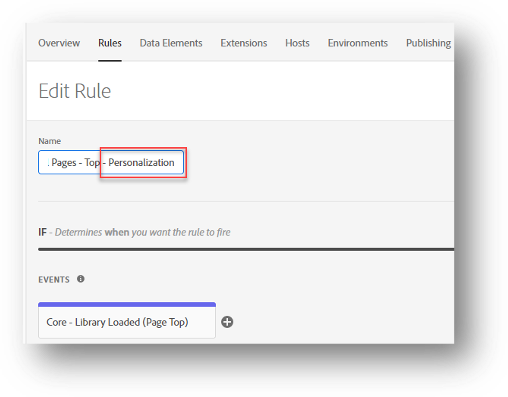 Overview Rules Data Elements Extensions Hosts Environments Publishing
Edit Rule
Name
. Pages - Top - Personalization
IF - Determines when you want the rule to fire
EVENTS
Core - Library Loaded (Page Top)